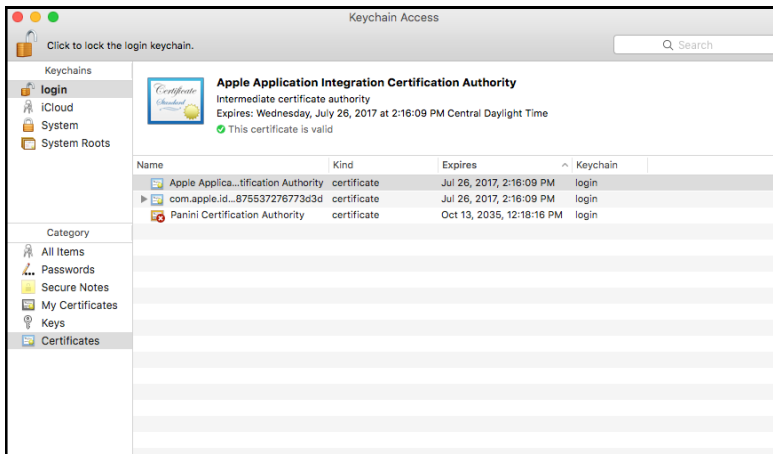 Keychain Access
Click to lock the login keychain.
Search
Keychains
login
iCloud
System
System Roots
Certificate
Standard
Apple Application Integration Certification Authority
Intermediate certificate authority
Expires: Wednesday, July 26, 2017 at 2:16:09 PM Central Daylight Time
This certificate is valid
Name Kind Expires Keychain
Apple Applica...tification Authority certificate Jul 26, 2017, 2:16:09 PM login
com.apple.id...875537276773d3d certificate Jul 26, 2017, 2:16:09 PM login
Panini Certification Authority certificate Oct 13, 2035, 12:18:16 PM login
Category
All Items
Passwords
Secure Notes
My Certificates
Keys
Certificates